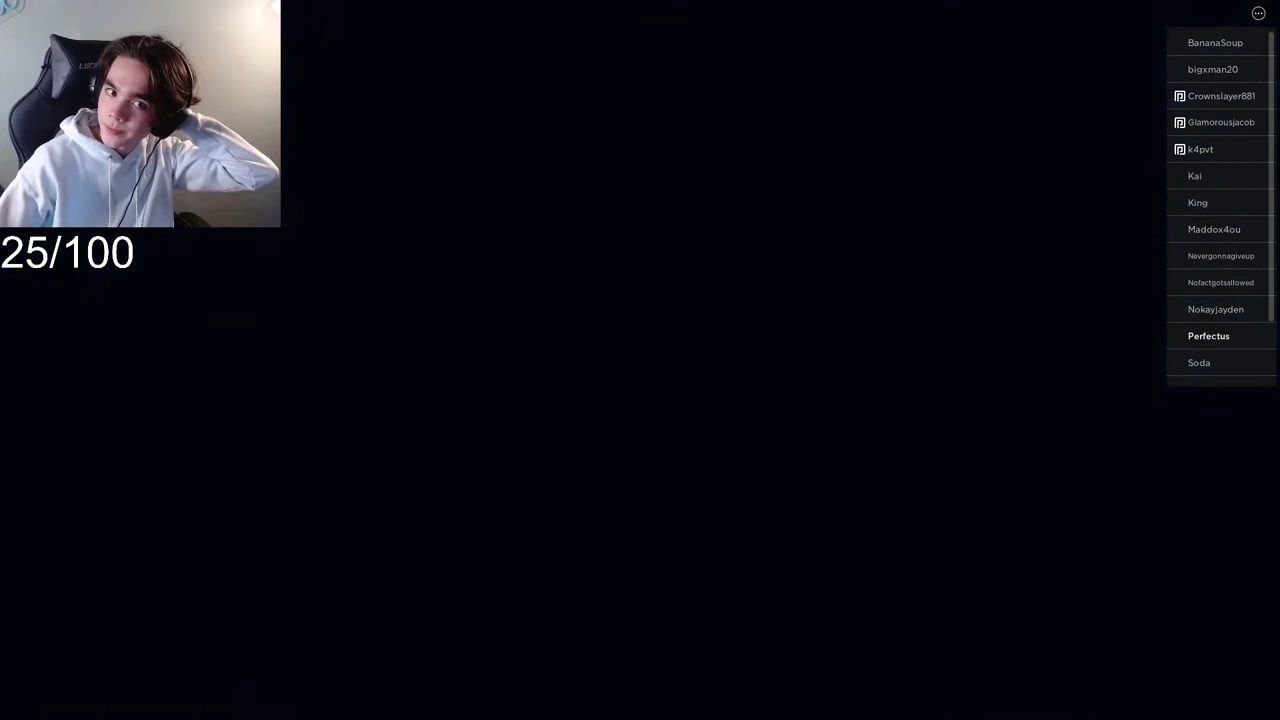 25/100
BananaSoup
bigxman20
Crownslayer881
Glamorousjacob
k4pvt
Kai
King
Maddox4ou
Nevergonnagiveup
Nofactgotsallowed
Nokayjayden
Perfectus
Soda